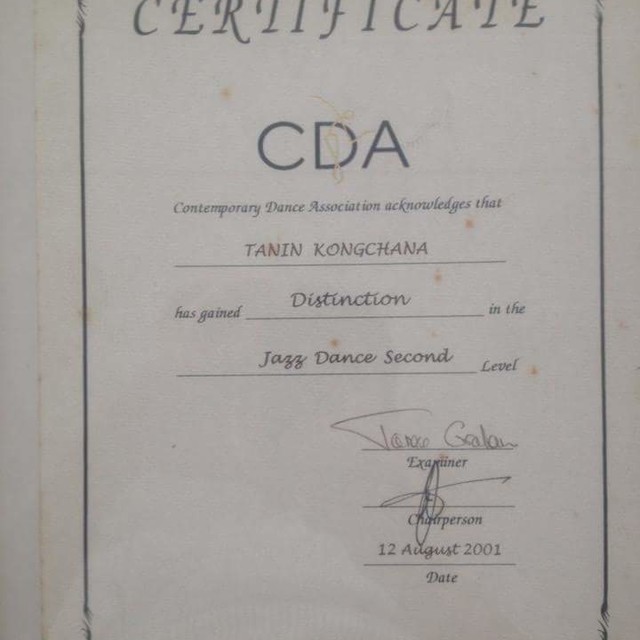 CERTIFICATE
CDA
Contemporary Dance Association acknowledges that
TANIN KONGCHANA
has gained Distinction in the
Jazz Dance Second Level
Examiner
Chairperson
12 August 2001
Date